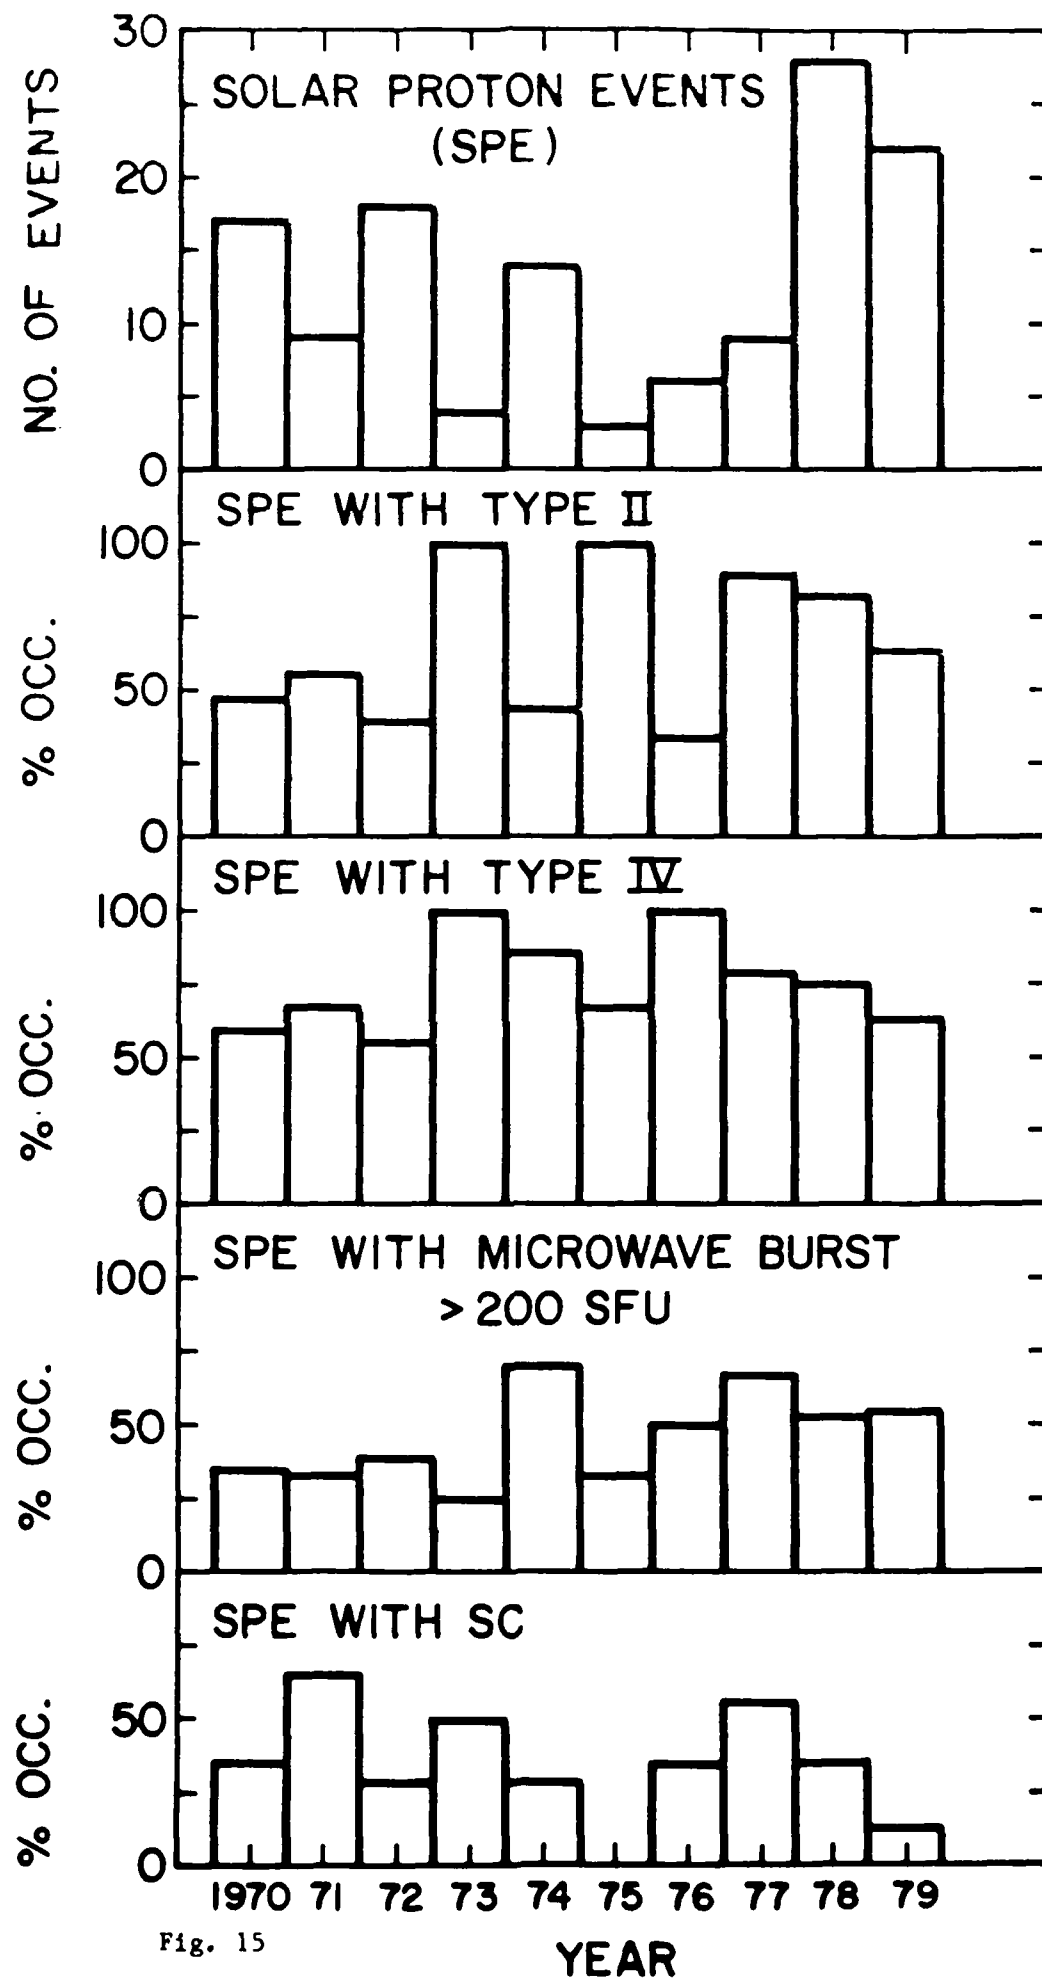 30
SOLAR PROTON EVENTS
(SPE)
20
10
0
NO. OF EVENTS
SPE WITH TYPE II
100
50
0
% OCC.
SPE WITH TYPE IV
100
50
0
% OCC.
SPE WITH MICROWAVE BURST
> 200 SFU
100
50
0
% OCC.
SPE WITH SC
50
0
% OCC.
1970 71 72 73 74 75 76 77 78 79
Fig. 15
YEAR